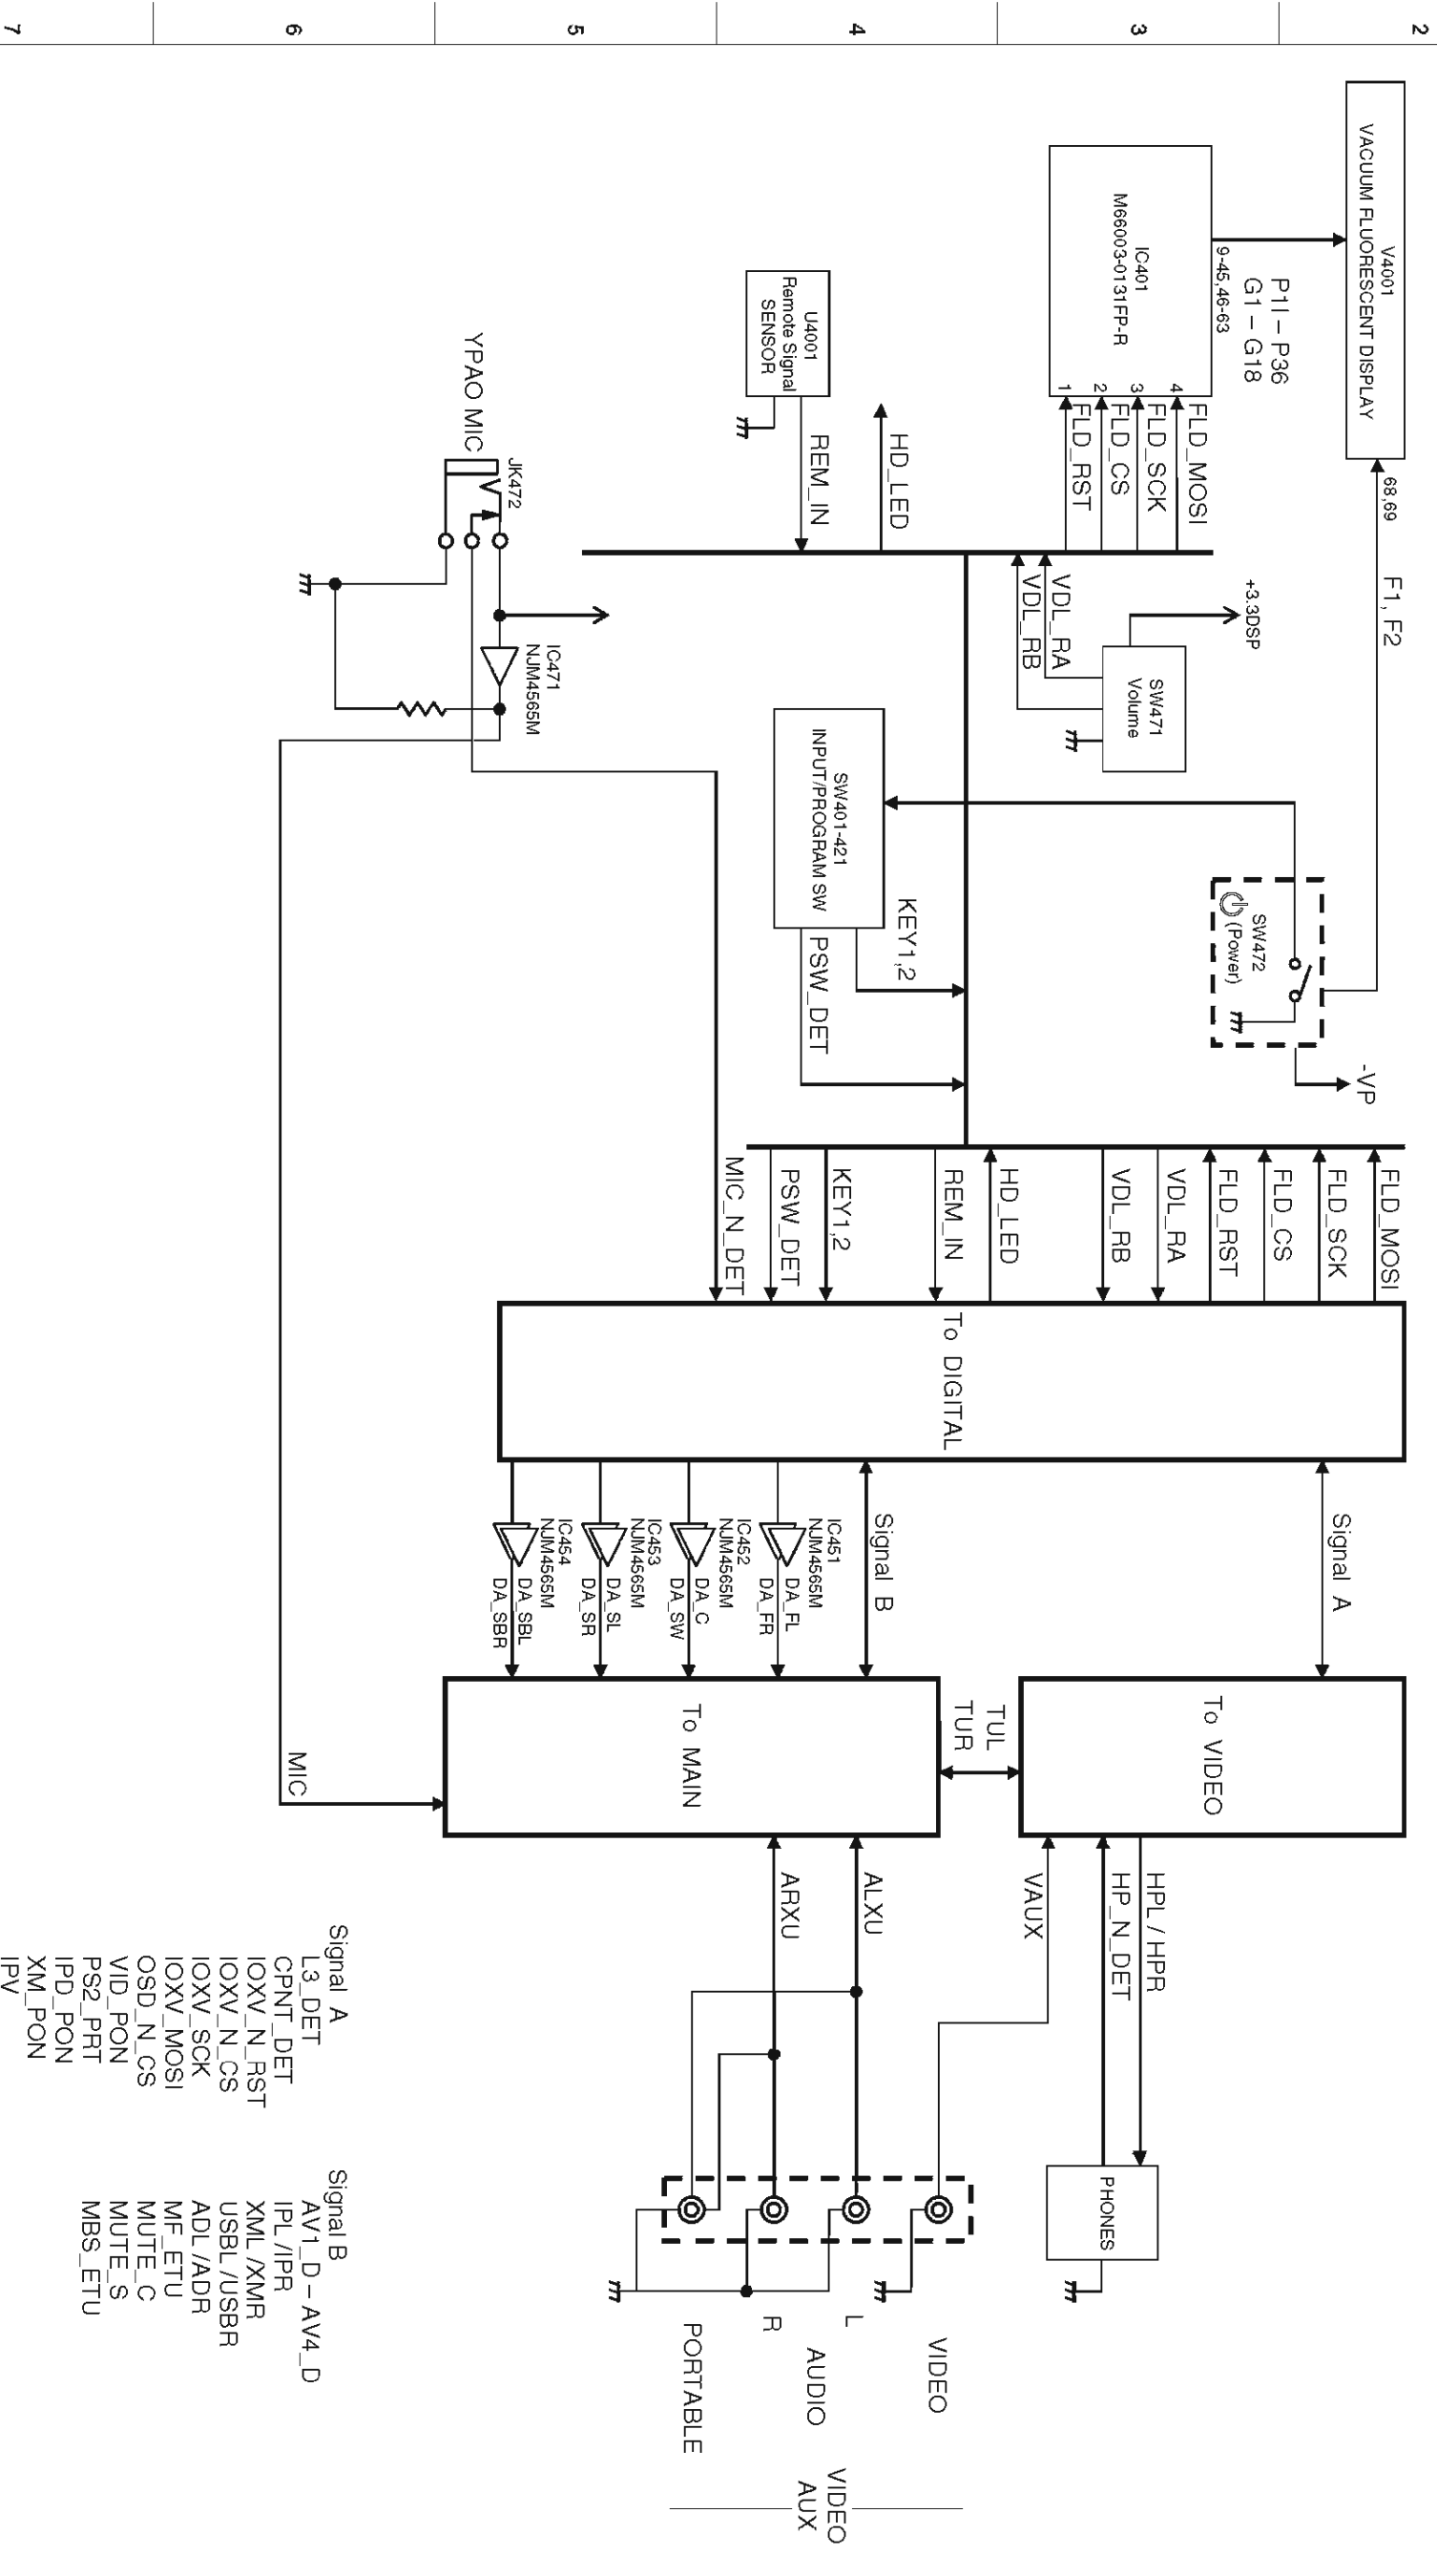 2
3
4
5
6
7
V4001
VACUUM FLUORESCENT DISPLAY
68,69
F1, F2
-VP
P1I – P36
G1 – G18
9-45,46-63
IC401
M66003-0131FP-R
4
3
2
1
FLD_MOSI
FLD_SCK
FLD_CS
FLD_RST
+3.3DSP
SW471
Volume
VDL_RA
VDL_RB
SW472
(Power)
U4001
Remote Signal
SENSOR
HD_LED
REM_IN
SW401-421
INPUT/PROGRAM SW
KEY1,2
PSW_DET
YPAO MIC
JK472
IC471
NJM4565M
FLD_MOSI
FLD_SCK
FLD_CS
FLD_RST
VDL_RA
VDL_RB
HD_LED
REM_IN
KEY1,2
PSW_DET
MIC_N_DET
To DIGITAL
Signal A
Signal B
IC451
NJM4565M
DA_FL
DA_FR
IC452
NJM4565M
DA_C
DA_SW
IC453
NJM4565M
DA_SL
DA_SR
IC454
NJM4565M
DA_SBL
DA_SBR
To VIDEO
TUL
TUR
To MAIN
MIC
HPL / HPR
HP_N_DET
VAUX
ALXU
ARXU
PHONES
VIDEO
L
AUDIO
R
PORTABLE
VIDEO
AUX
Signal A
L3_DET
CPNT_DET
IOXV_N_RST
IOXV_N_CS
IOXV_SCK
IOXV_MOSI
OSD_N_CS
VID_PON
PS2_PRT
IPD_PON
XM_PON
IPV
Signal B
AV1_D – AV4_D
IPL /IPR
XML /XMR
USBL /USBR
ADL /ADR
MF_ETU
MUTE_C
MUTE_S
MBS_ETU